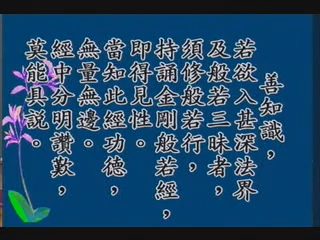 善知識，
若欲入甚深法界
及般若三昧者，
須修般若行，
持誦金剛般若經，
即得見性。
當知此經功德，
無量無邊。
經中分明讚歎，
莫能具說。